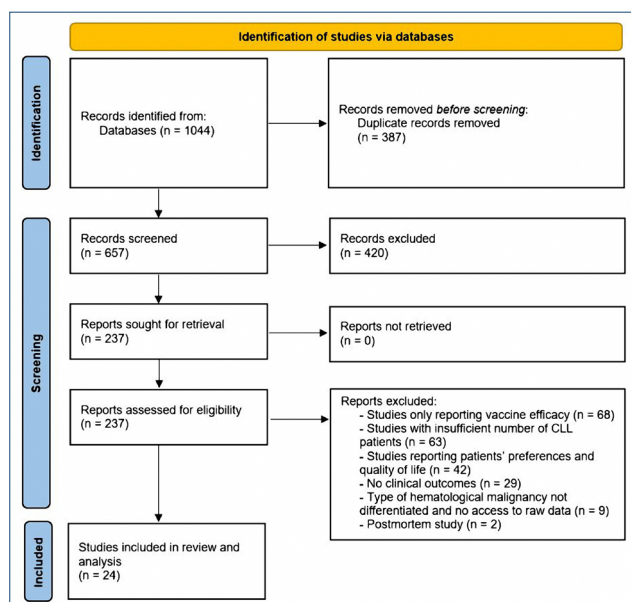 Identification of studies via databases
Identification
Records identified from:
Databases (n = 1044)
Records removed before screening:
Duplicate records removed
(n = 387)
Screening
Records screened
(n = 657)
Records excluded
(n = 420)
Reports sought for retrieval
(n = 237)
Reports not retrieved
(n = 0)
Reports assessed for eligibility
(n = 237)
Reports excluded:
- Studies only reporting vaccine efficacy (n = 68)
- Studies with insufficient number of CLL
patients (n = 63)
- Studies reporting patients' preferences and
quality of life (n = 42)
- No clinical outcomes (n = 29)
- Type of hematological malignancy not
differentiated and no access to raw data (n = 9)
- Postmortem study (n = 2)
Included
Studies included in review and
analysis
(n = 24)